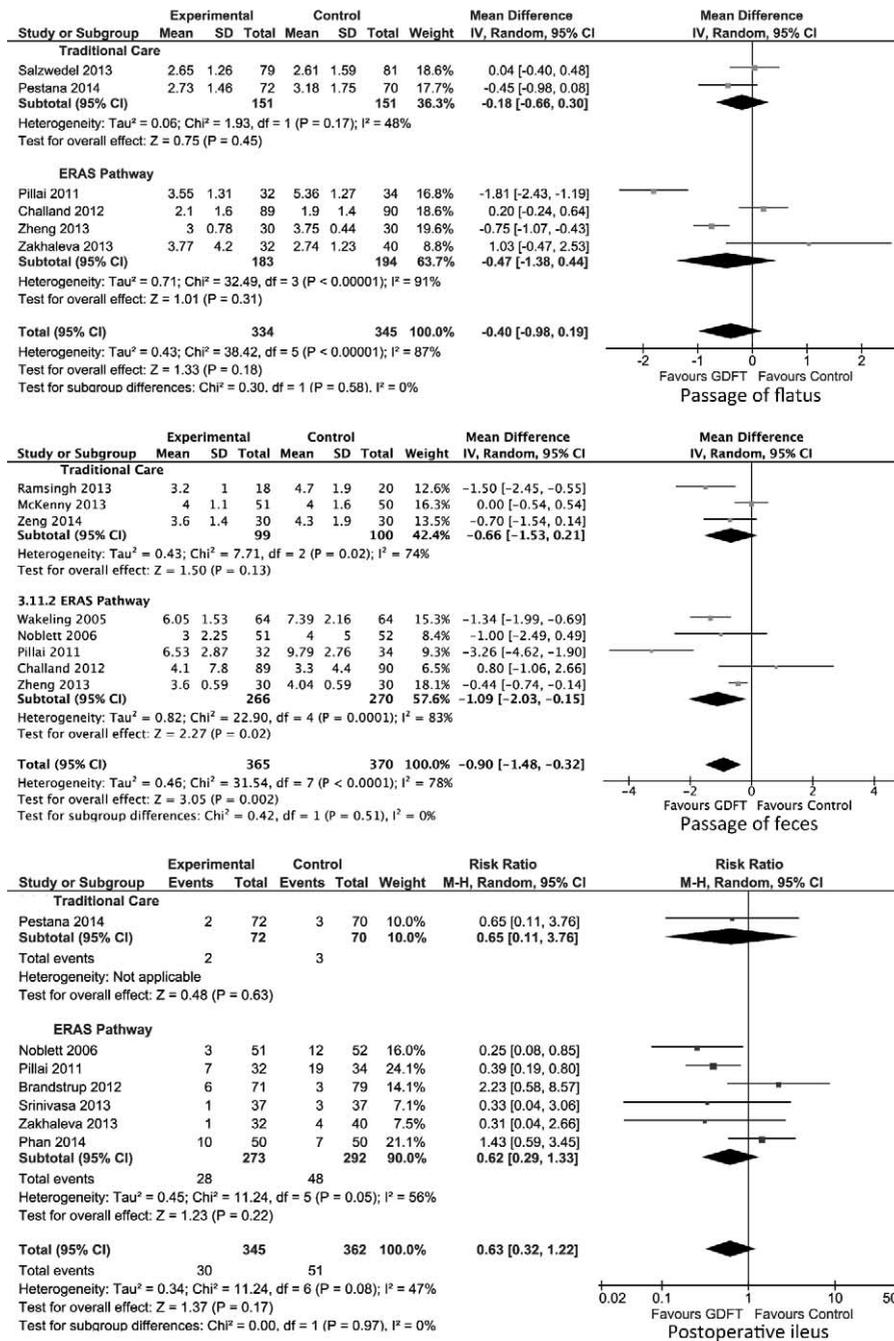 Experimental Control Mean Difference Mean Difference
Study or Subgroup Mean SD Total Mean SD Total Weight IV, Random, 95% CI IV, Random, 95% CI
Traditional Care
Salzwedel 2013 2.65 1.26 79 2.61 1.59 81 18.6% 0.04 [-0.40, 0.48]
Pestana 2014 2.73 1.46 72 3.18 1.75 70 17.7% -0.45 [-0.98, 0.08]
Subtotal (95% CI) 151 151 36.3% -0.18 [-0.66, 0.30]
Heterogeneity: Tau² = 0.06; Chi² = 1.93, df = 1 (P = 0.17); I² = 48%
Test for overall effect: Z = 0.75 (P = 0.45)
ERAS Pathway
Pillai 2011 3.55 1.31 32 5.36 1.27 34 16.8% -1.81 [-2.43, -1.19]
Challand 2012 2.1 1.6 89 1.9 1.4 90 18.6% 0.20 [-0.24, 0.64]
Zheng 2013 3 0.78 30 3.75 0.44 30 19.6% -0.75 [-1.07, -0.43]
Zakhaleva 2013 3.77 4.2 32 2.74 1.23 40 8.8% 1.03 [-0.47, 2.53]
Subtotal (95% CI) 183 194 63.7% -0.47 [-1.38, 0.44]
Heterogeneity: Tau² = 0.71; Chi² = 32.49, df = 3 (P < 0.00001); I² = 91%
Test for overall effect: Z = 1.01 (P = 0.31)
Total (95% CI) 334 345 100.0% -0.40 [-0.98, 0.19]
Heterogeneity: Tau² = 0.43; Chi² = 38.42, df = 5 (P < 0.00001); I² = 87%
Test for overall effect: Z = 1.33 (P = 0.18)
Test for subgroup differences: Chi² = 0.30, df = 1 (P = 0.58), I² = 0%
-2 -1 0 1 2
Favours GDFT Favours Control
Passage of flatus
Experimental Control Mean Difference Mean Difference
Study or Subgroup Mean SD Total Mean SD Total Weight IV, Random, 95% CI IV, Random, 95% CI
Traditional Care
Ramsingh 2013 3.2 1 18 4.7 1.9 20 12.6% −1.50 [−2.45, −0.55]
McKenny 2013 4 1.1 51 4 1.6 50 16.3% 0.00 [−0.54, 0.54]
Zeng 2014 3.6 1.4 30 4.3 1.9 30 13.5% −0.70 [−1.54, 0.14]
Subtotal (95% CI) 99 100 42.4% −0.66 [−1.53, 0.21]
Heterogeneity: Tau² = 0.43; Chi² = 7.71, df = 2 (P = 0.02); I² = 74%
Test for overall effect: Z = 1.50 (P = 0.13)
3.11.2 ERAS Pathway
Wakeling 2005 6.05 1.53 64 7.39 2.16 64 15.3% −1.34 [−1.99, −0.69]
Noblett 2006 3 2.25 51 4 5 52 8.4% −1.00 [−2.49, 0.49]
Pillai 2011 6.53 2.87 32 9.79 2.76 34 9.3% −3.26 [−4.62, −1.90]
Challand 2012 4.1 7.8 89 3.3 4.4 90 6.5% 0.80 [−1.06, 2.66]
Zheng 2013 3.6 0.59 30 4.04 0.59 30 18.1% −0.44 [−0.74, −0.14]
Subtotal (95% CI) 266 270 57.6% −1.09 [−2.03, −0.15]
Heterogeneity: Tau² = 0.82; Chi² = 22.90, df = 4 (P = 0.0001); I² = 83%
Test for overall effect: Z = 2.27 (P = 0.02)
Total (95% CI) 365 370 100.0% −0.90 [−1.48, −0.32]
Heterogeneity: Tau² = 0.46; Chi² = 31.54, df = 7 (P < 0.0001); I² = 78%
Test for overall effect: Z = 3.05 (P = 0.002)
Test for subgroup differences: Chi² = 0.42, df = 1 (P = 0.51), I² = 0%
−4 −2 0 2 4
Favours GDFT Favours Control
Passage of feces
Experimental Control Risk Ratio Risk Ratio
Study or Subgroup Events Total Events Total Weight M-H, Random, 95% CI M-H, Random, 95% CI
Traditional Care
Pestana 2014 2 72 3 70 10.0% 0.65 [0.11, 3.76]
Subtotal (95% CI) 72 70 10.0% 0.65 [0.11, 3.76]
Total events 2 3
Heterogeneity: Not applicable
Test for overall effect: Z = 0.48 (P = 0.63)
ERAS Pathway
Noblett 2006 3 51 12 52 16.0% 0.25 [0.08, 0.85]
Pillai 2011 7 32 19 34 24.1% 0.39 [0.19, 0.80]
Brandstrup 2012 6 71 3 79 14.1% 2.23 [0.58, 8.57]
Srinivasa 2013 1 37 3 37 7.1% 0.33 [0.04, 3.06]
Zakhaleva 2013 1 32 4 40 7.5% 0.31 [0.04, 2.66]
Phan 2014 10 50 7 50 21.1% 1.43 [0.59, 3.45]
Subtotal (95% CI) 273 292 90.0% 0.62 [0.29, 1.33]
Total events 28 48
Heterogeneity: Tau² = 0.45; Chi² = 11.24, df = 5 (P = 0.05); I² = 56%
Test for overall effect: Z = 1.23 (P = 0.22)
Total (95% CI) 345 362 100.0% 0.63 [0.32, 1.22]
Total events 30 51
Heterogeneity: Tau² = 0.34; Chi² = 11.24, df = 6 (P = 0.08); I² = 47%
Test for overall effect: Z = 1.37 (P = 0.17)
Test for subgroup differences: Chi² = 0.00, df = 1 (P = 0.97), I² = 0%
0.02 0.1 1 10 50
Favours GDFT Favours Control
Postoperative ileus